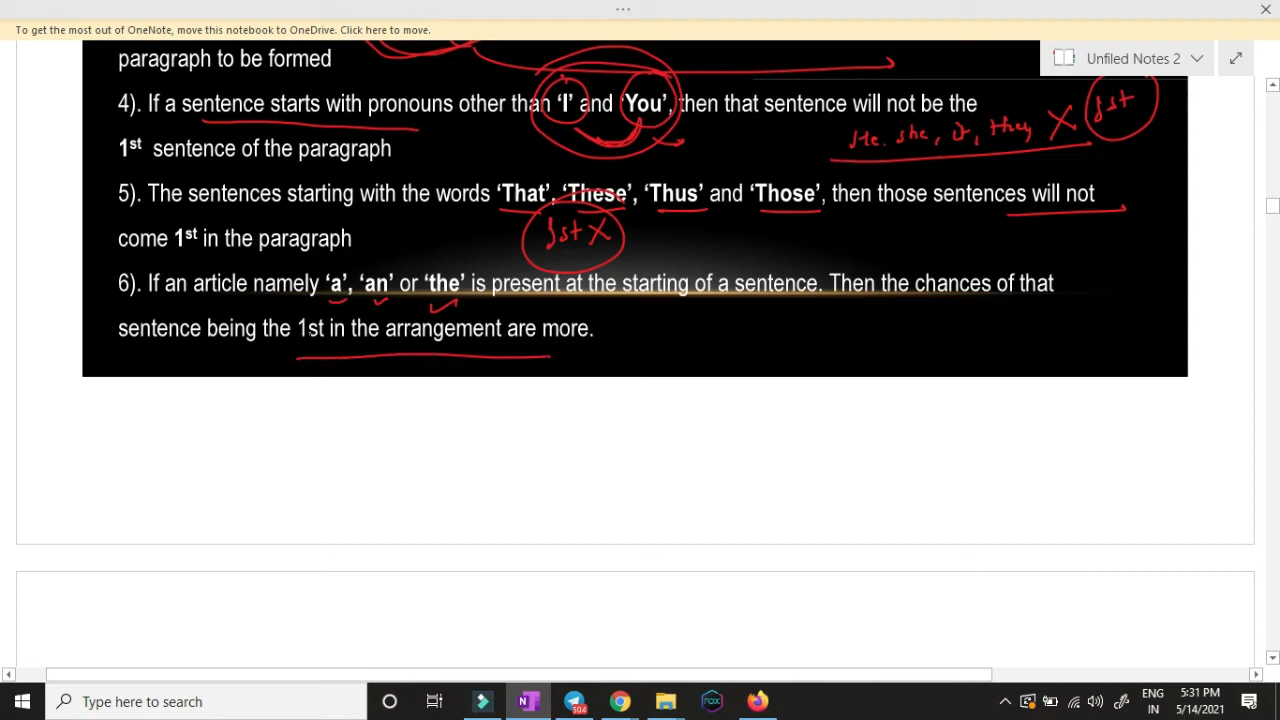 To get the most out of OneNote, move this notebook to OneDrive. Click here to move.
paragraph to be formed
Unfiled Notes 2
4). If a sentence starts with pronouns other than 'I' and 'You', then that sentence will not be the
1st
He. she, it, they X
1st sentence of the paragraph
5). The sentences starting with the words 'That', 'These', 'Thus' and 'Those', then those sentences will not
1st X
come 1st in the paragraph
6). If an article namely 'a', 'an' or 'the' is present at the starting of a sentence. Then the chances of that
sentence being the 1st in the arrangement are more.
Type here to search
504
nox
ENG
IN
5:31 PM
5/14/2021